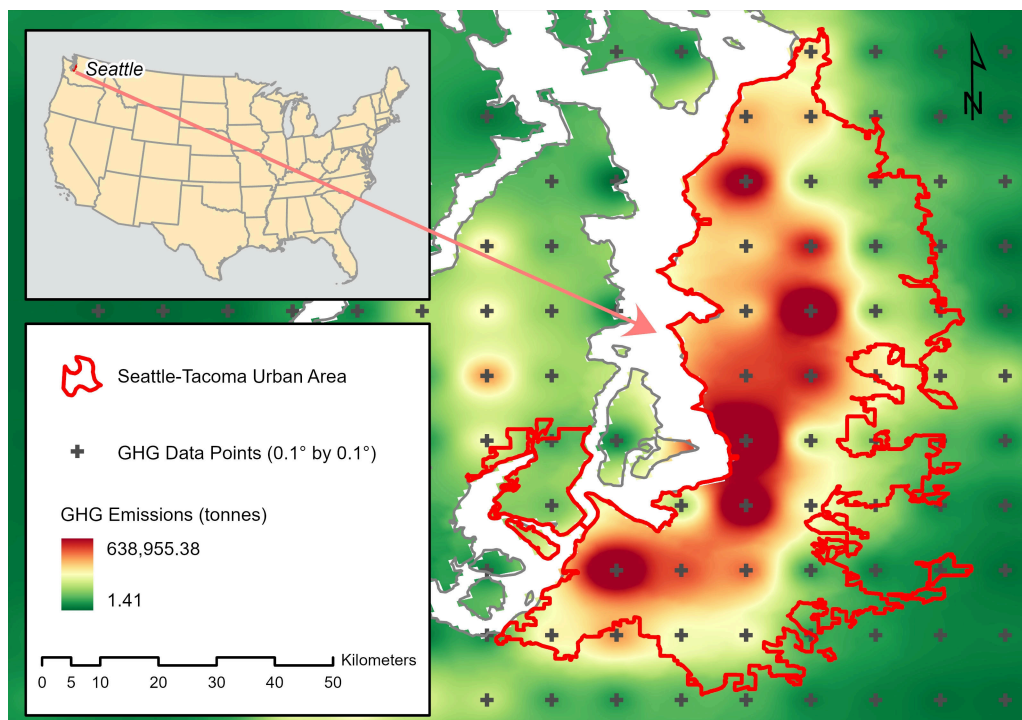 Seattle
N
Seattle-Tacoma Urban Area
GHG Data Points (0.1° by 0.1°)
GHG Emissions (tonnes)
638,955.38
1.41
Kilometers
0 5 10 20 30 40 50